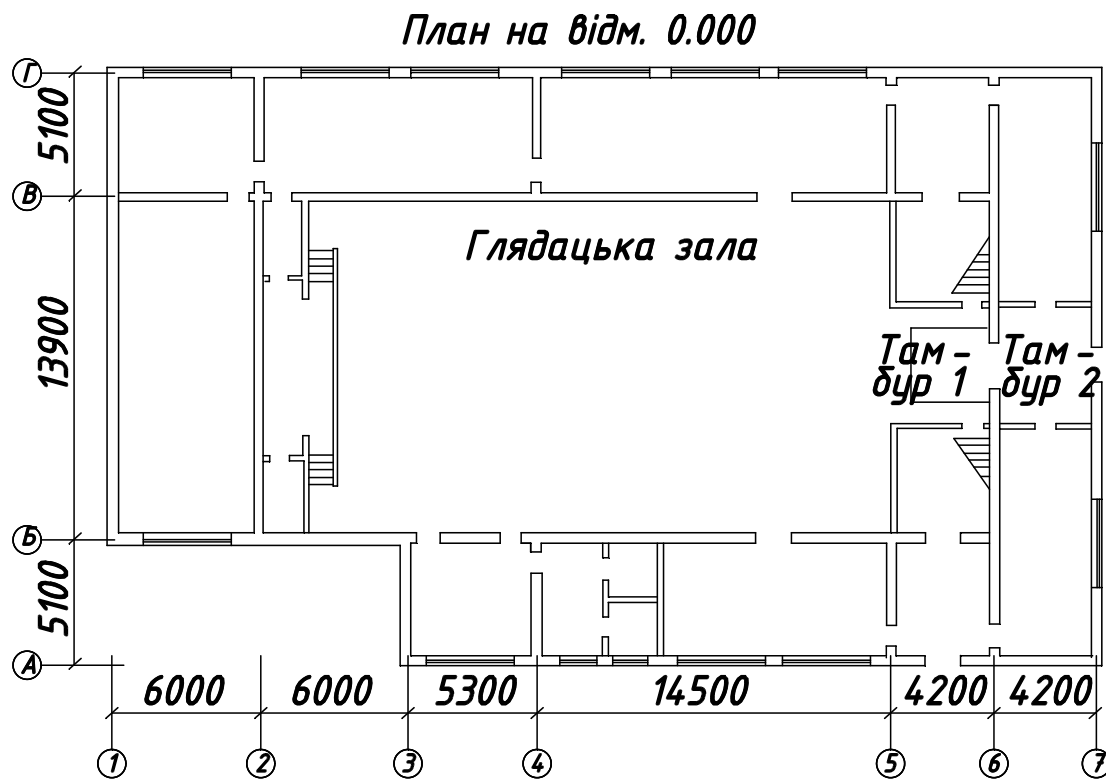 План на відм. 0.000
Г
5100
В
Глядацька зала
13900
Там-
бур 1
Там-
бур 2
Б
5100
А
6000
6000
5300
14500
4200
4200
1
2
3
4
5
6
7